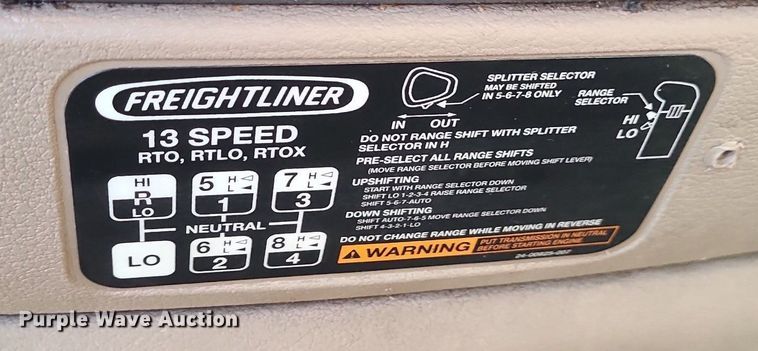 FREIGHTLINER
13 SPEED
RTO, RTLO, RTOX
HI
R
LO
5 H
L
1
7 H
L
3
NEUTRAL
LO
6 H
L
2
8 H
L
4
SPLITTER SELECTOR
MAY BE SHIFTED
IN 5-6-7-8 ONLY
RANGE
SELECTOR
HI
LO
IN OUT
DO NOT RANGE SHIFT WITH SPLITTER
SELECTOR IN H
PRE-SELECT ALL RANGE SHIFTS
(MOVE RANGE SELECTOR BEFORE MOVING SHIFT LEVER)
UPSHIFTING
START WITH RANGE SELECTOR DOWN
SHIFT LO 1-2-3-4 RAISE RANGE SELECTOR
SHIFT 5-6-7-AUTO
DOWN SHIFTING
SHIFT AUTO-7-6-5 MOVE RANGE SELECTOR DOWN
SHIFT 4-3-2-1-LO
DO NOT CHANGE RANGE WHILE MOVING IN REVERSE
WARNING PUT TRANSMISSION IN NEUTRAL
BEFORE STARTING ENGINE
24-00825-207
Purple Wave Auction